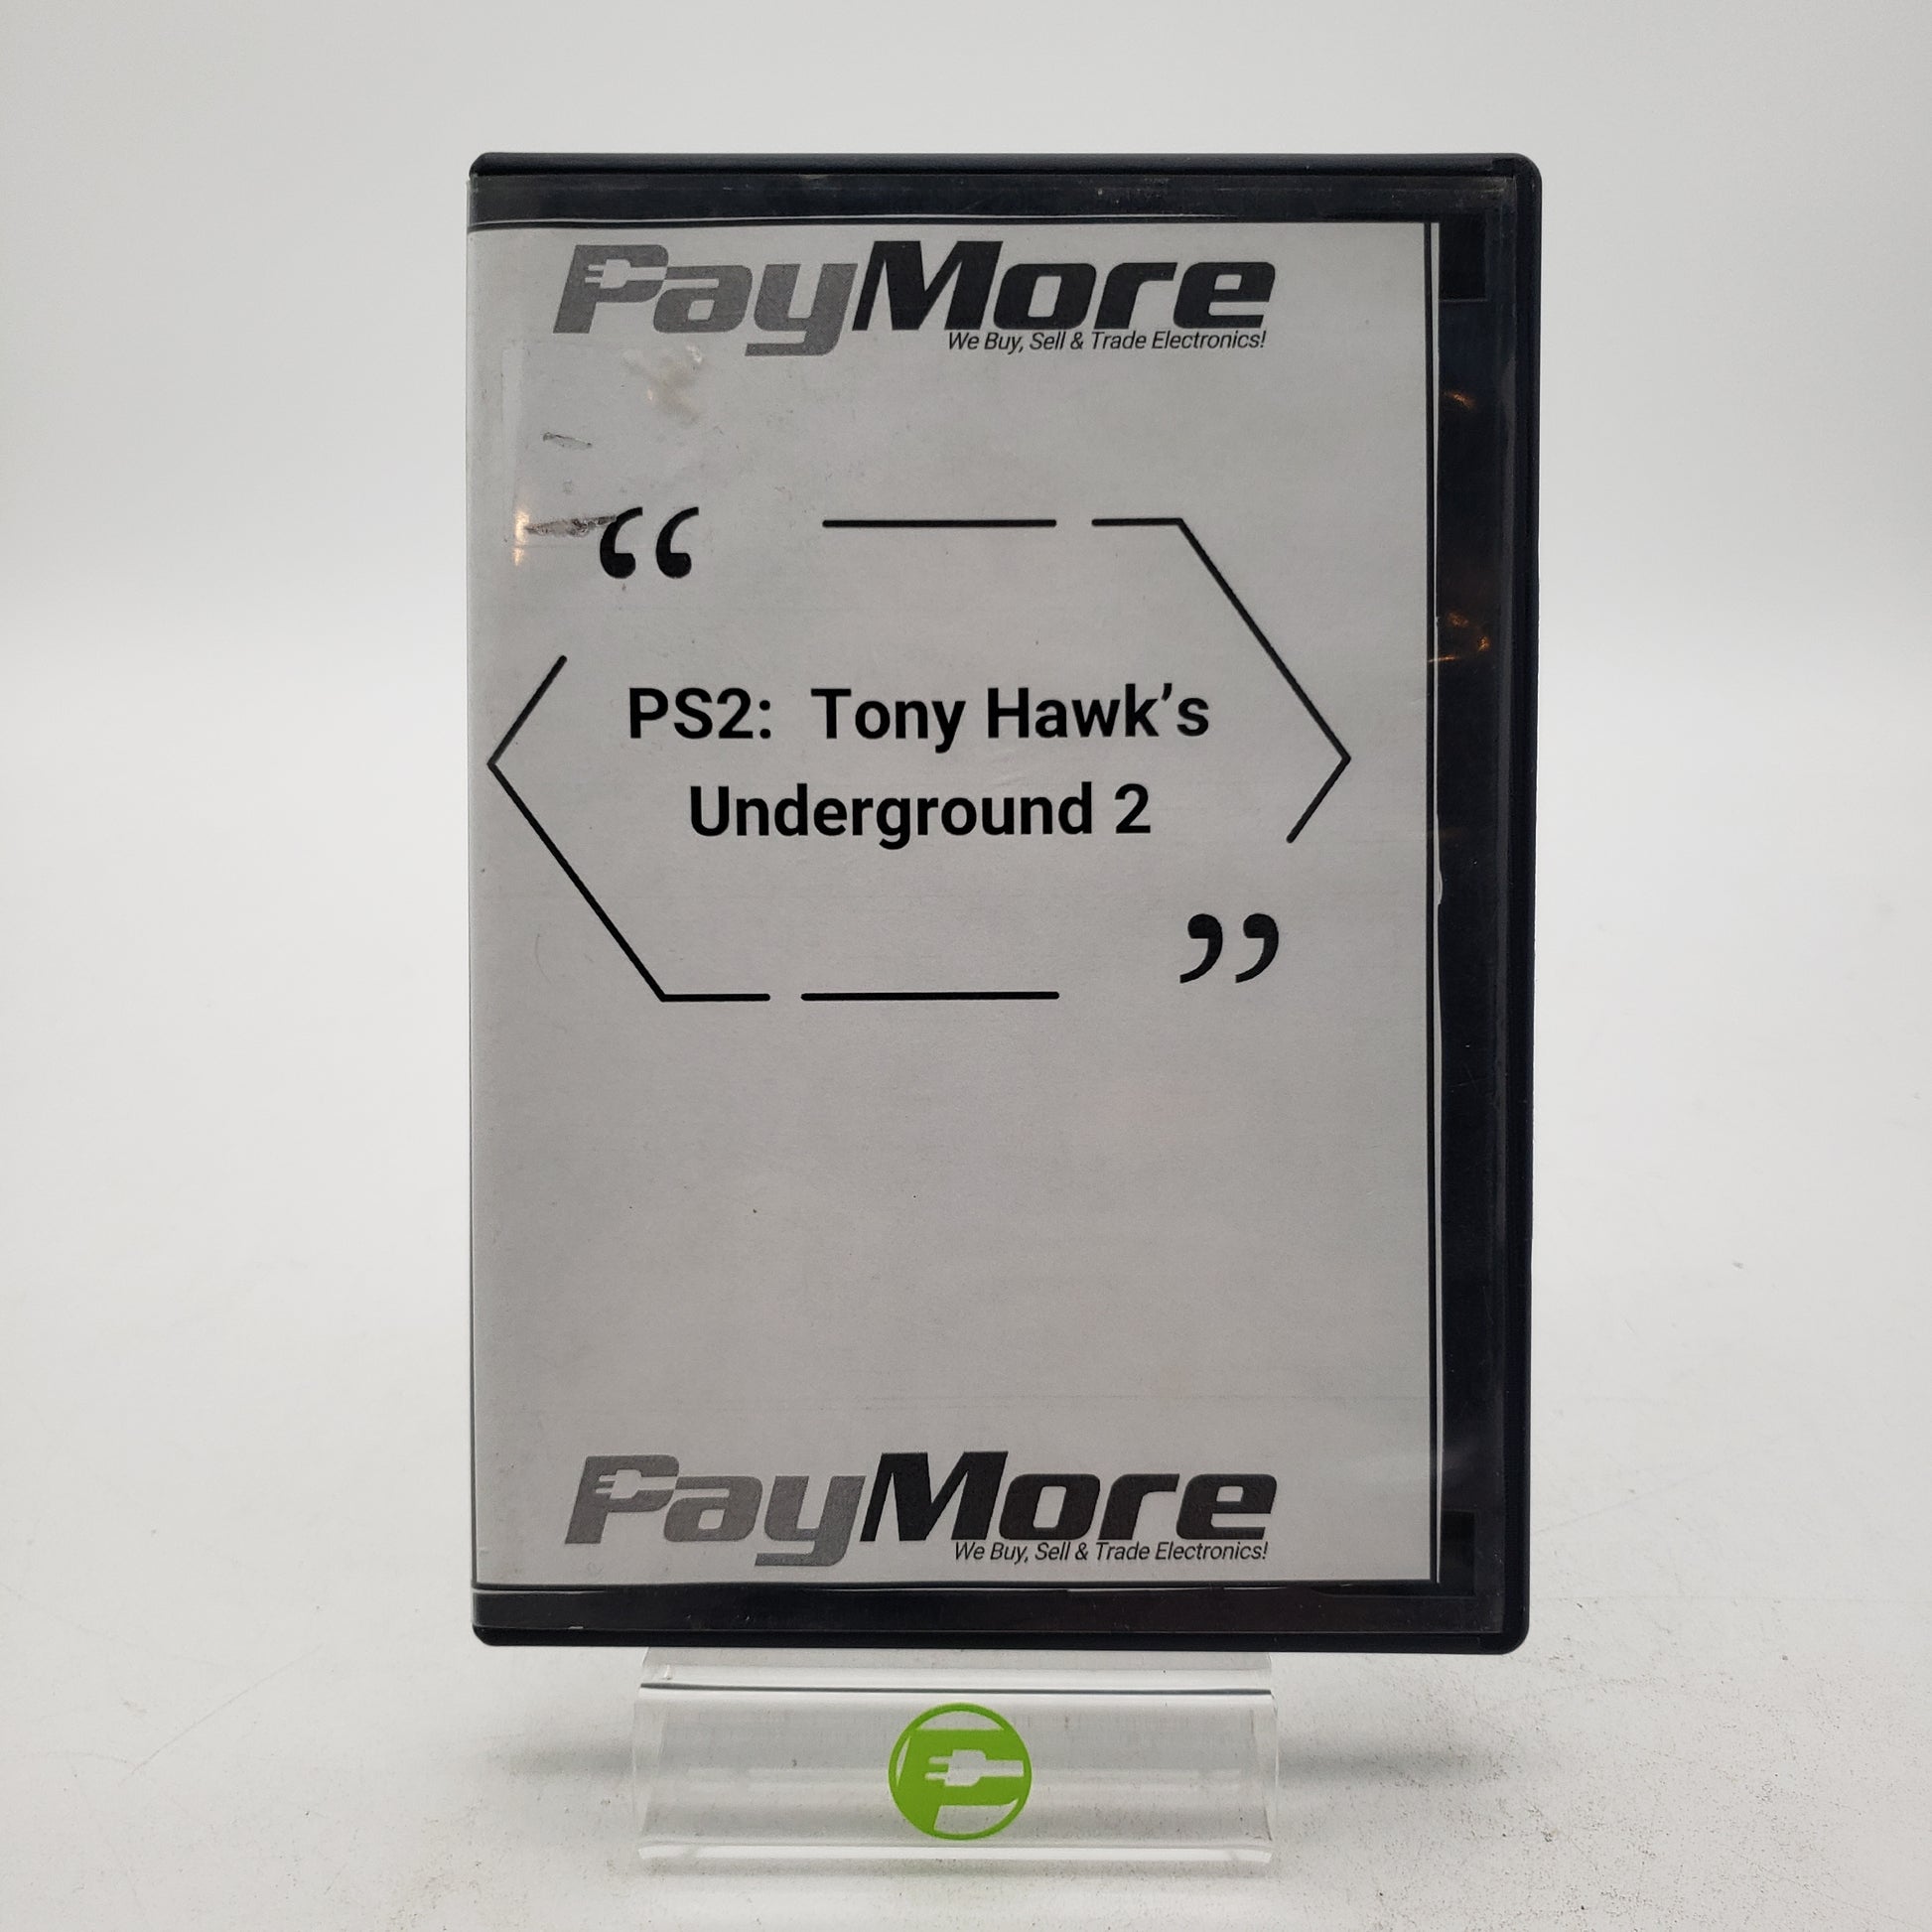 PayMore
We Buy, Sell & Trade Electronics!
“
PS2: Tony Hawk’s
Underground 2
”
PayMore
We Buy, Sell & Trade Electronics!